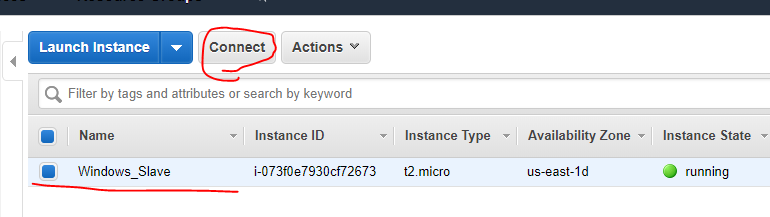 Launch Instance Connect Actions
Filter by tags and attributes or search by keyword
Name Instance ID Instance Type Availability Zone Instance State
Windows_Slave i-073f0e7930cf72673 t2.micro us-east-1d running